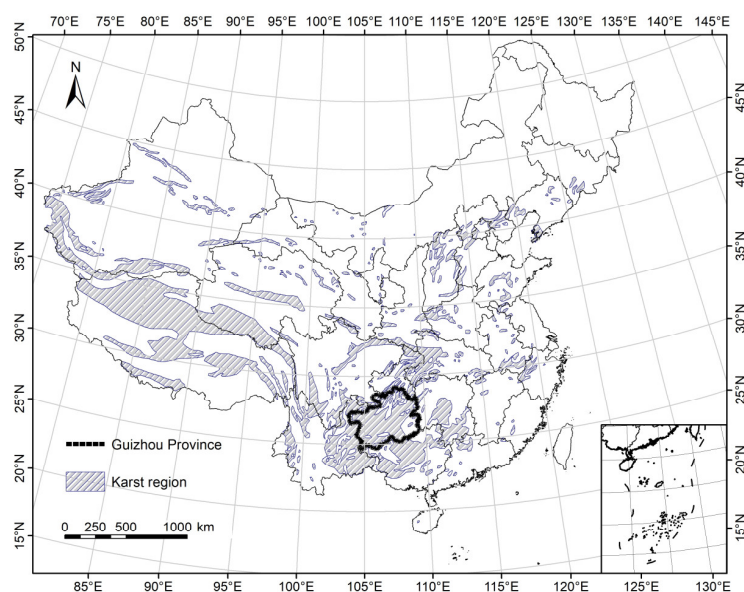 70°E 75°E 80°E 85°E 90°E 95°E 100°E 105°E 110°E 115°E 120°E 125°E 130°E 135°E 140°E 145°E
50°N
45°N
40°N
35°N
30°N
25°N
20°N
15°N
N
Guizhou Province
Karst region
0 250 500 1000 km
45°N
40°N
35°N
30°N
25°N
20°N
15°N
85°E 90°E 95°E 100°E 105°E 110°E 115°E 120°E 125°E 130°E